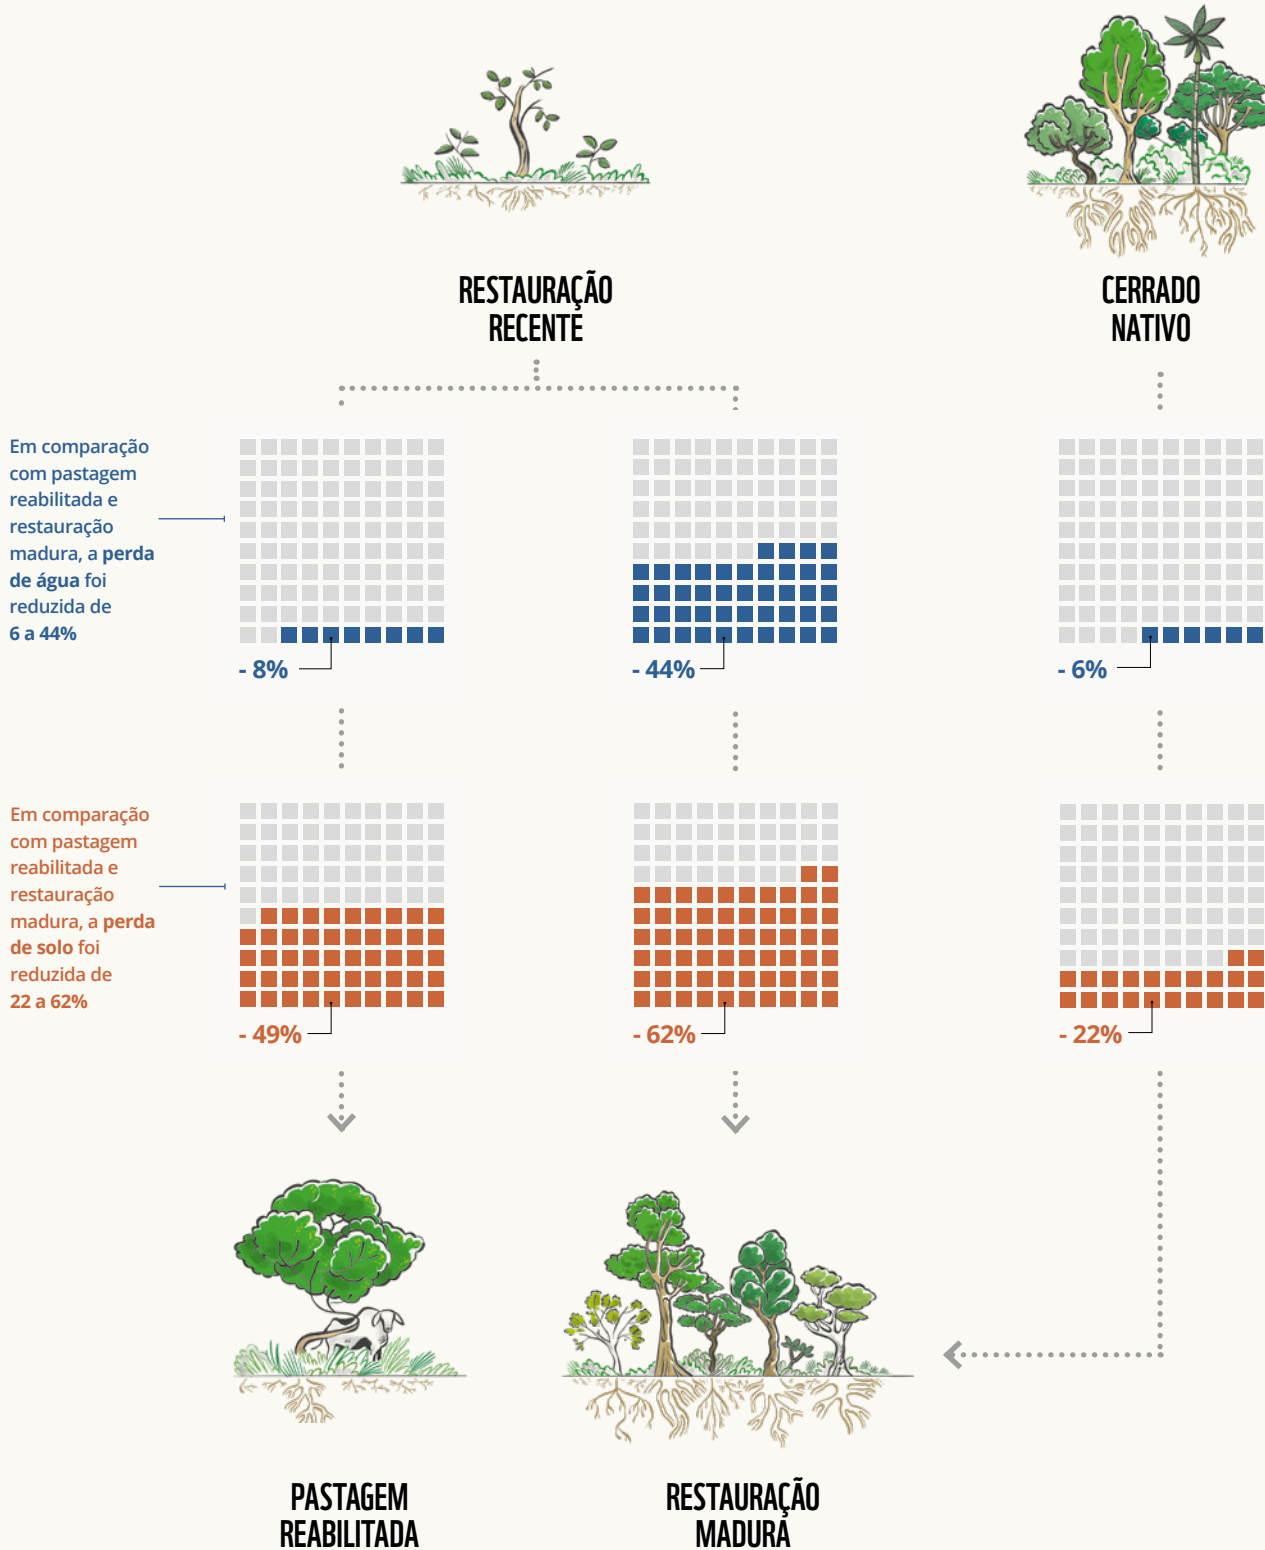 RESTAURAÇÃO
RECENTE
CERRADO
NATIVO
Em comparação
com pastagem
reabilitada e
restauração
madura, a perda
de água foi
reduzida de
6 a 44%
- 8%
- 44%
- 6%
Em comparação
com pastagem
reabilitada e
restauração
madura, a perda
de solo foi
reduzida de
22 a 62%
- 49%
- 62%
- 22%
PASTAGEM
REABILITADA
RESTAURAÇÃO
MADURA